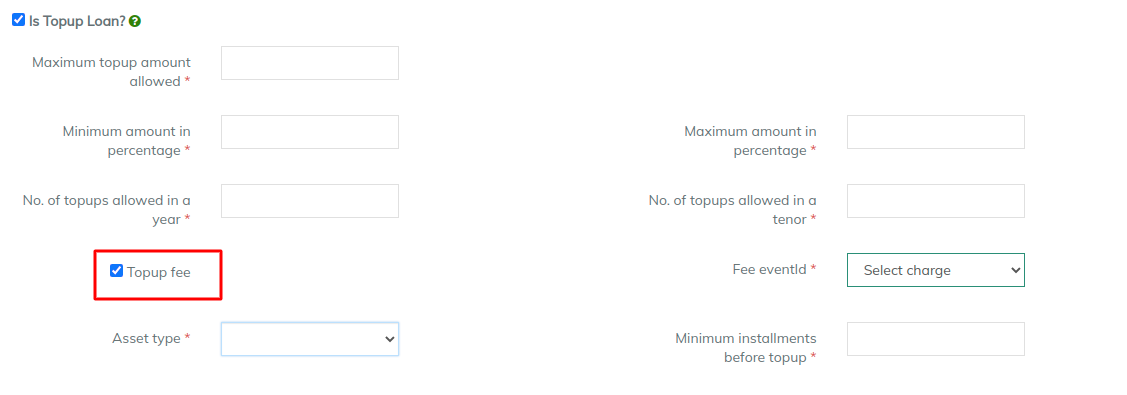 Is Topup Loan?
Maximum topup amount
allowed *
Minimum amount in
percentage *
Maximum amount in
percentage *
No. of topups allowed in a
year *
No. of topups allowed in a
tenor *
Topup fee
Fee eventId *
Select charge
Asset type *
Minimum installments
before topup *